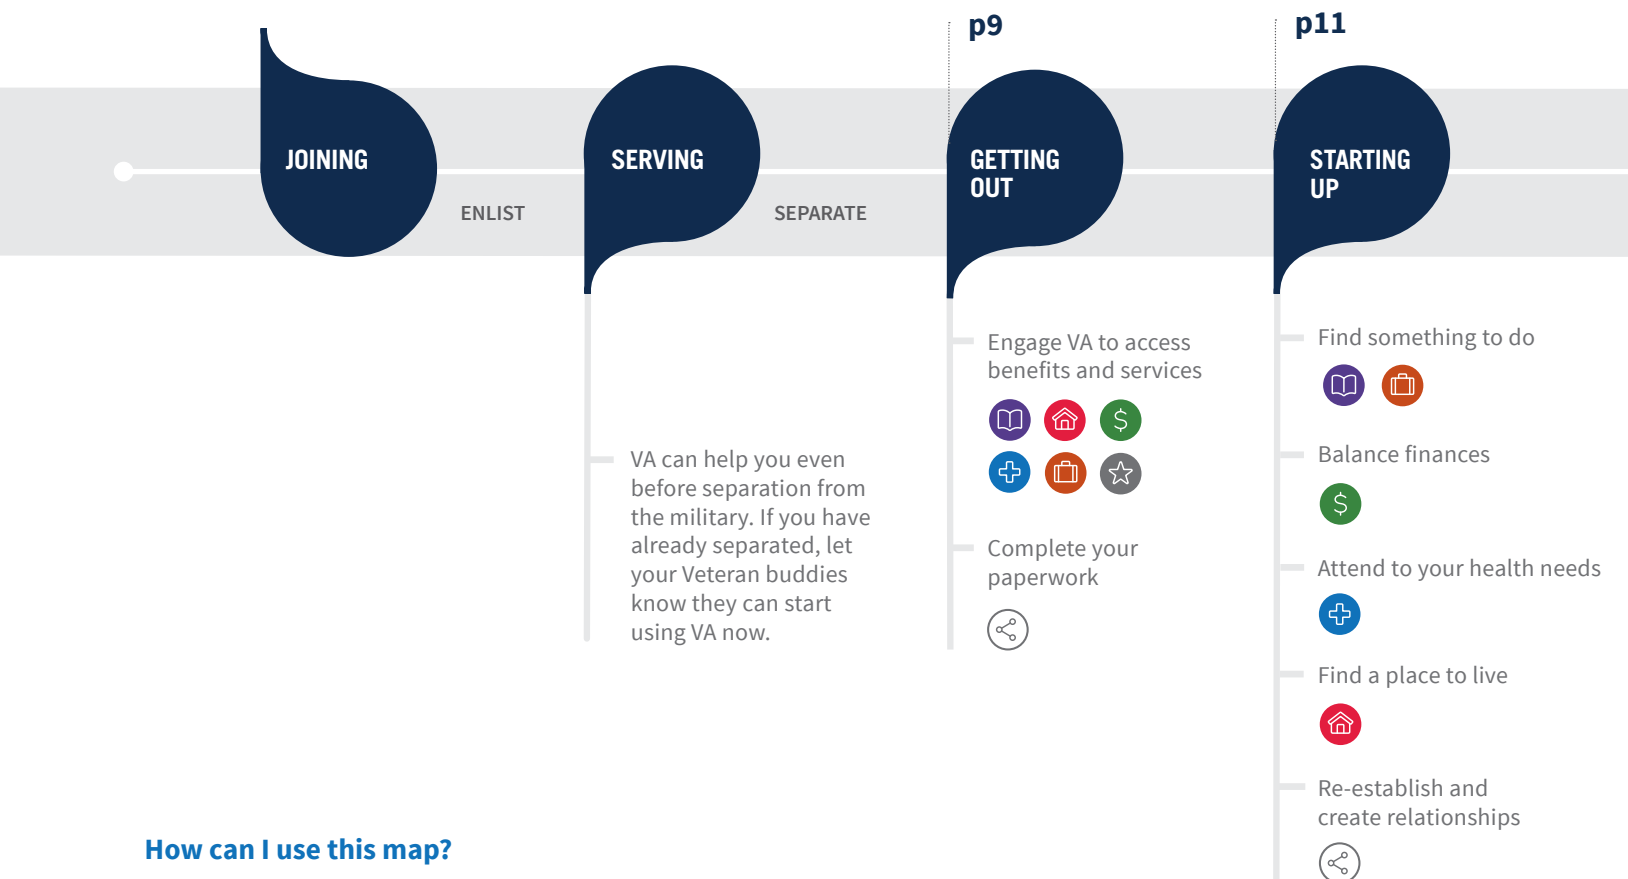 p9
p11
JOINING
SERVING
GETTING
OUT
STARTING
UP
ENLIST
SEPARATE
VA can help you even
before separation from
the military. If you have
already separated, let
your Veteran buddies
know they can start
using VA now.
Engage VA to access
benefits and services
$
Complete your
paperwork
Find something to do
Balance finances
$
Attend to your health needs
Find a place to live
Re-establish and
create relationships
How can I use this map?